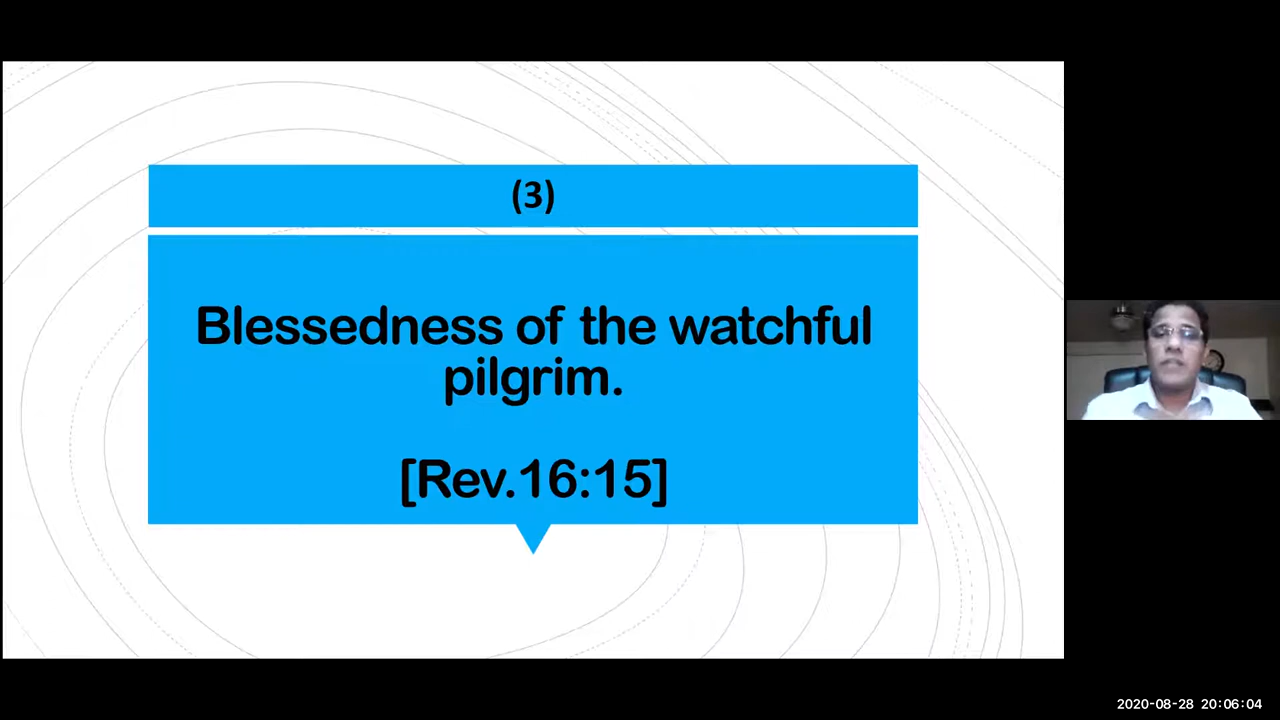 (3)
Blessedness of the watchful
pilgrim.
[Rev.16:15]
2020-08-28 20:06:04